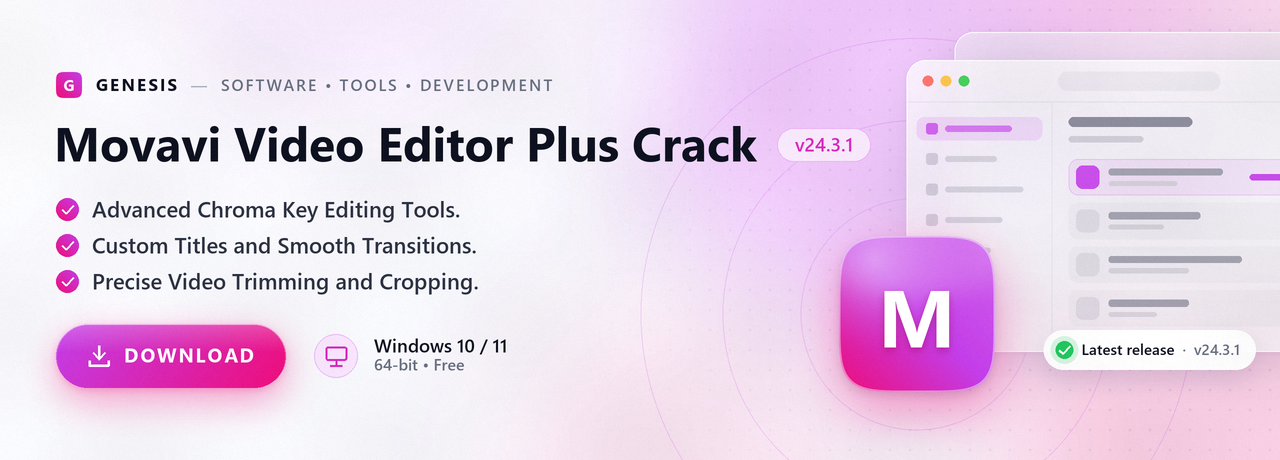 G GENESIS — SOFTWARE • TOOLS • DEVELOPMENT
Movavi Video Editor Plus Crack v24.3.1
Advanced Chroma Key Editing Tools.
Custom Titles and Smooth Transitions.
Precise Video Trimming and Cropping.
DOWNLOAD
Windows 10 / 11
64-bit • Free
M
Latest release · v24.3.1